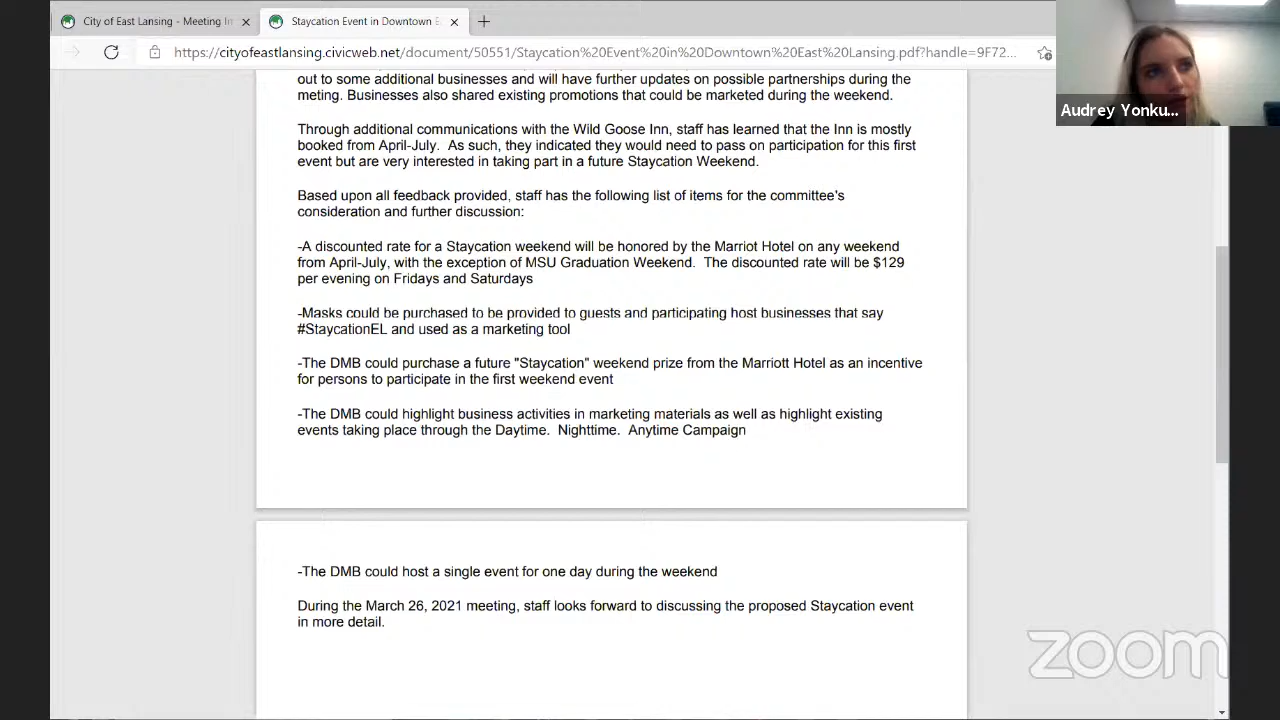 City of East Lansing - Meeting In
Staycation Event in Downtown E
https://cityofeastlansing.civicweb.net/document/50551/Staycation%20Event%20in%20Downtown%20East%20Lansing.pdf?handle=9F72...
Audrey Yonku...
out to some additional businesses and will have further updates on possible partnerships during the
meting. Businesses also shared existing promotions that could be marketed during the weekend.
Through additional communications with the Wild Goose Inn, staff has learned that the Inn is mostly
booked from April-July. As such, they indicated they would need to pass on participation for this first
event but are very interested in taking part in a future Staycation Weekend.
Based upon all feedback provided, staff has the following list of items for the committee's
consideration and further discussion:
-A discounted rate for a Staycation weekend will be honored by the Marriot Hotel on any weekend
from April-July, with the exception of MSU Graduation Weekend. The discounted rate will be $129
per evening on Fridays and Saturdays
-Masks could be purchased to be provided to guests and participating host businesses that say
#StaycationEL and used as a marketing tool
-The DMB could purchase a future "Staycation" weekend prize from the Marriott Hotel as an incentive
for persons to participate in the first weekend event
-The DMB could highlight business activities in marketing materials as well as highlight existing
events taking place through the Daytime. Nighttime. Anytime Campaign
-The DMB could host a single event for one day during the weekend
During the March 26, 2021 meeting, staff looks forward to discussing the proposed Staycation event
in more detail.
zoom